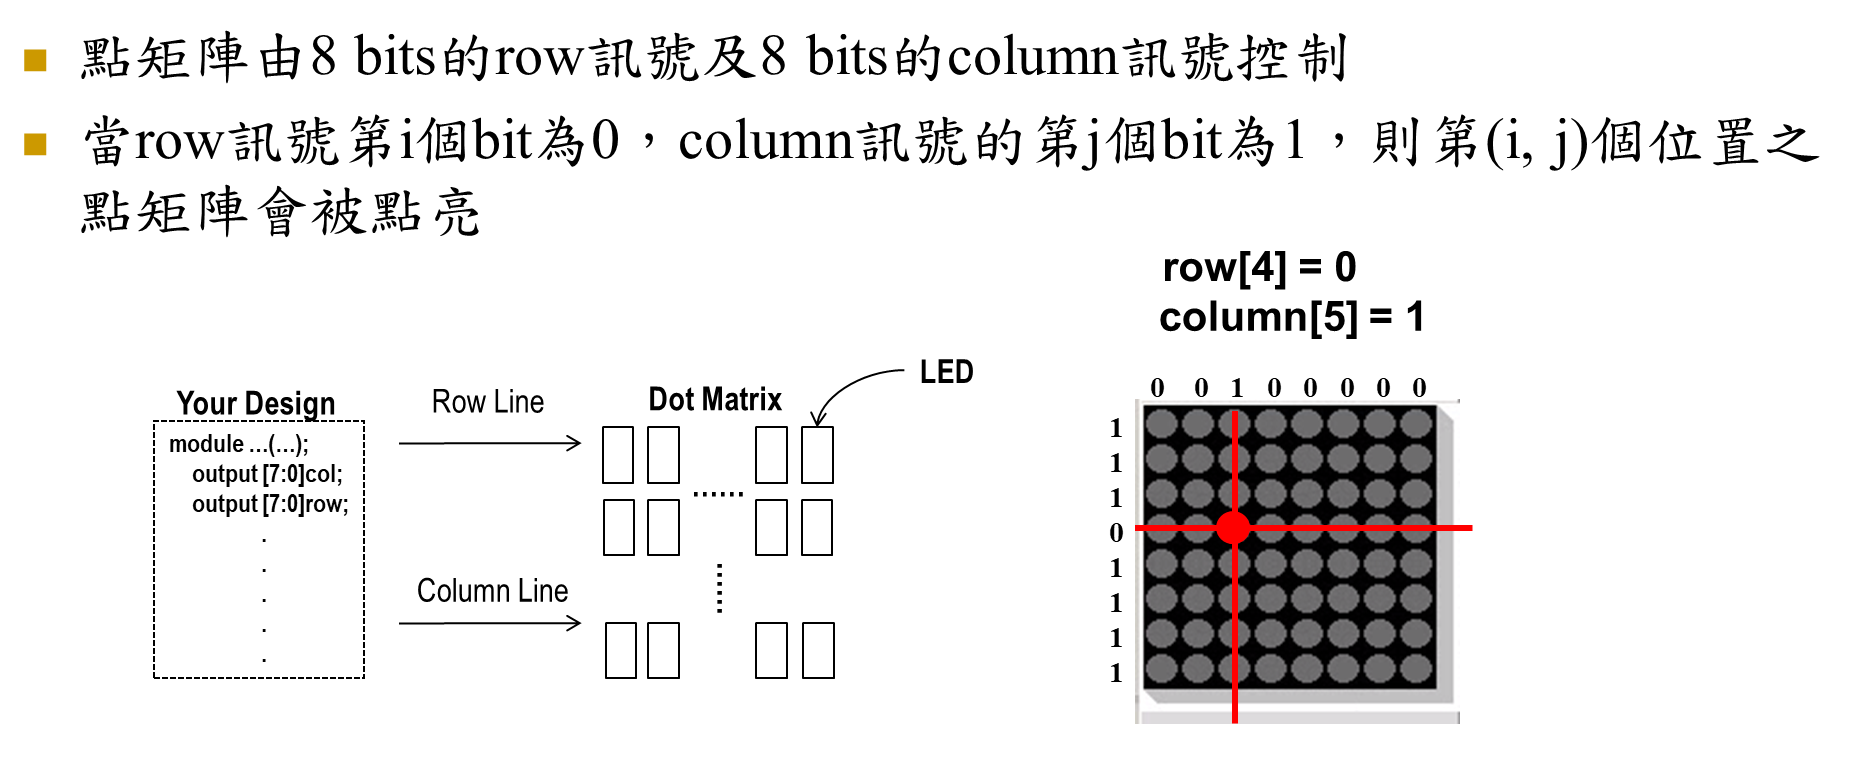 點矩陣由8 bits的row訊號及8 bits的column訊號控制
當row訊號第i個bit為0，column訊號的第j個bit為1，則第(i, j)個位置之
點矩陣會被點亮
row[4] = 0
column[5] = 1
Your Design
module ...(...);
output [7:0]col;
output [7:0]row;
.
.
.
.
.
Row Line
Column Line
Dot Matrix
LED
......
0 0 1 0 0 0 0 0
1
1
1
0
1
1
1
1